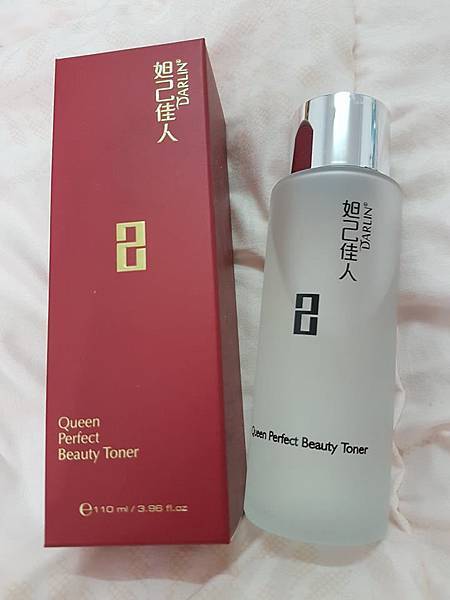 妲己佳人
DARLIN®
Queen
Perfect
Beauty Toner
℮110 ml / 3.96 fl.oz
妲己佳人
DARLIN®
Queen Perfect Beauty Toner